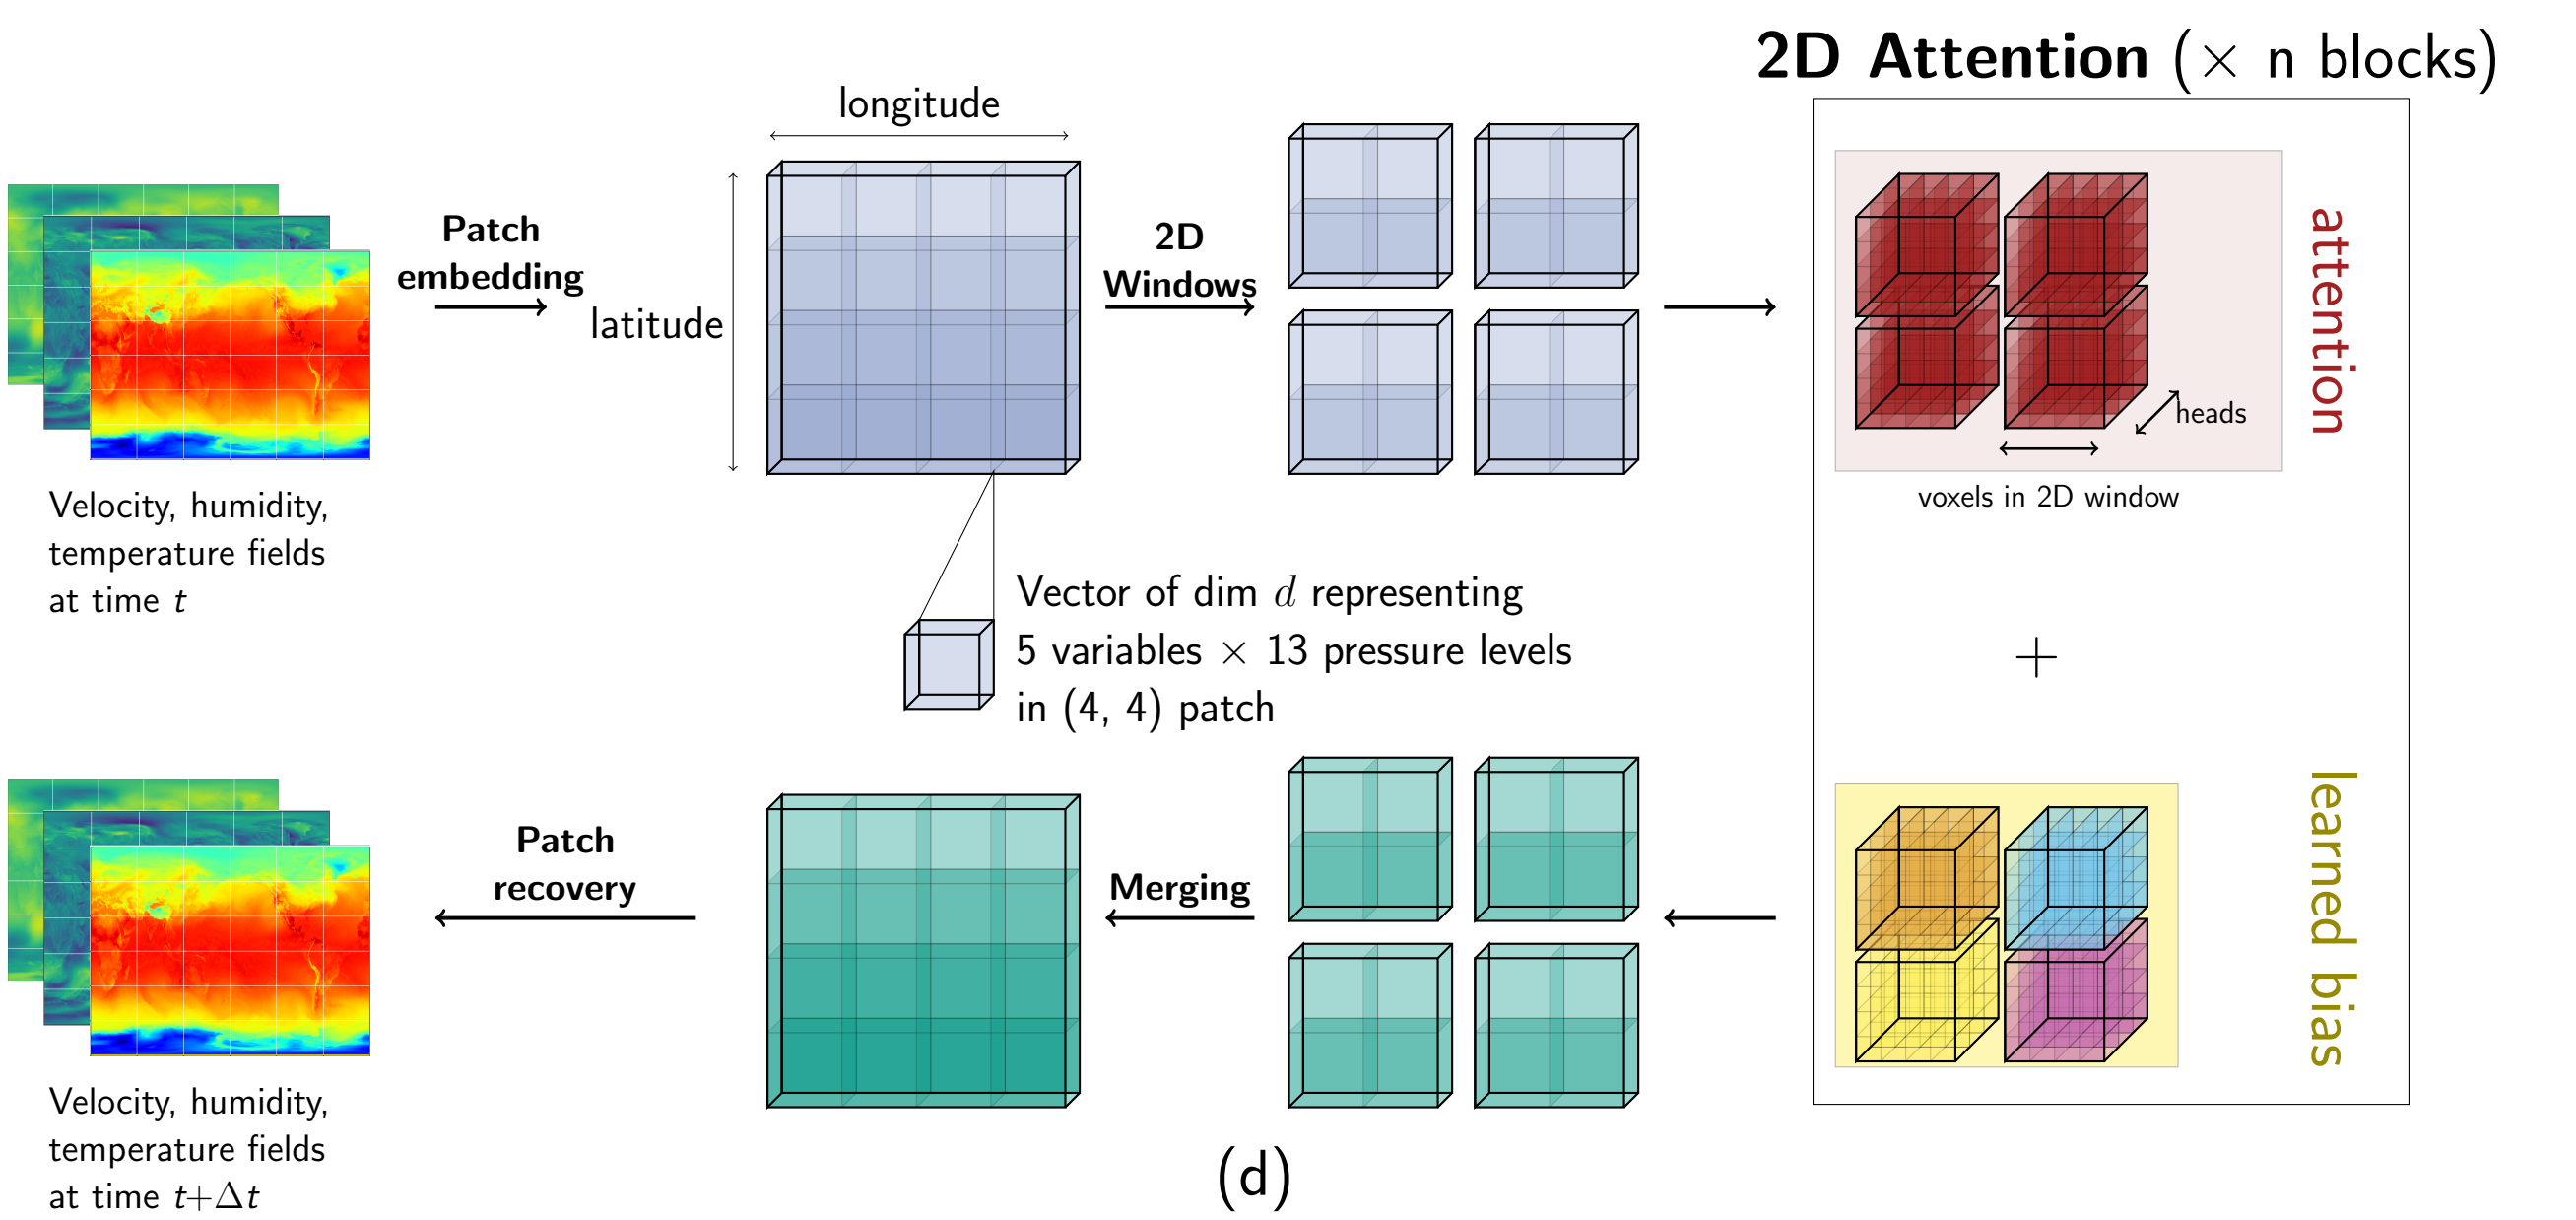 2D Attention (× n blocks)
longitude
Patch
embedding
latitude
2D
Windows
attention
heads
voxels in 2D window
Velocity, humidity,
temperature fields
at time t
Vector of dim d representing
5 variables × 13 pressure levels
in (4, 4) patch
+
learned bias
Patch
recovery
Merging
Velocity, humidity,
temperature fields
at time t+Δt
(d)